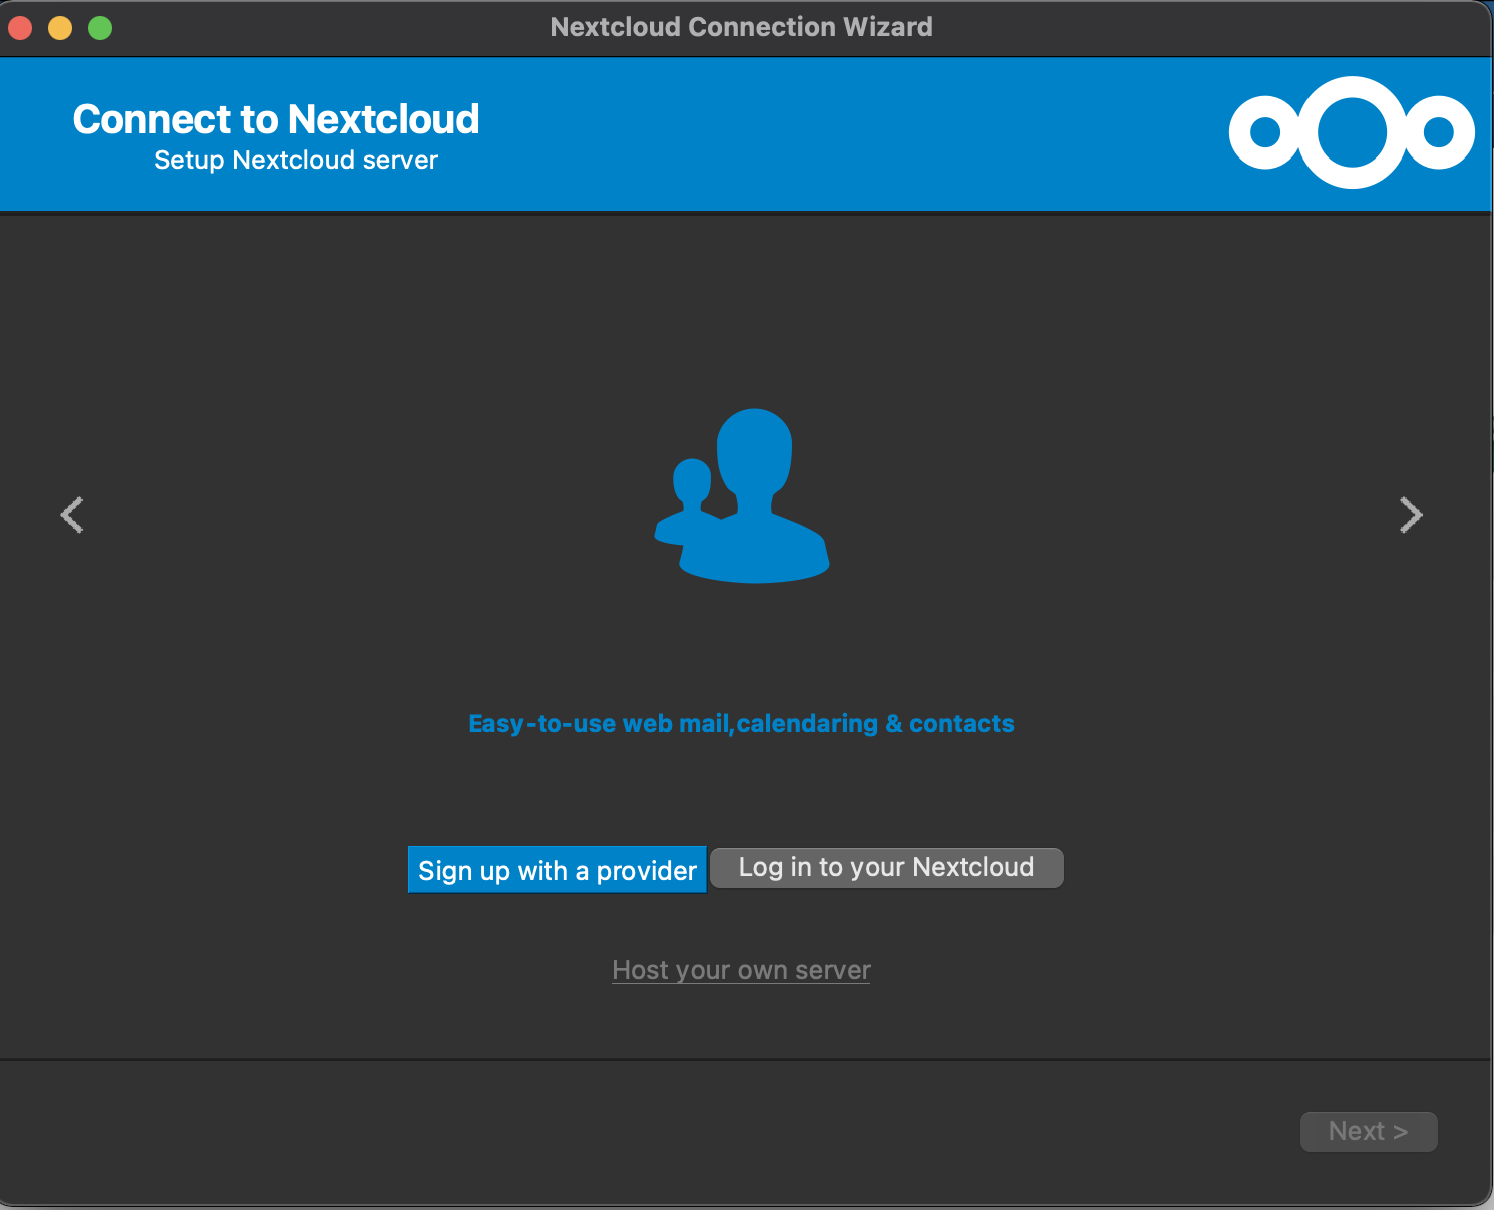 Nextcloud Connection Wizard
Connect to Nextcloud
Setup Nextcloud server
Easy-to-use web mail,calendaring & contacts
Sign up with a provider
Log in to your Nextcloud
Host your own server
Next >